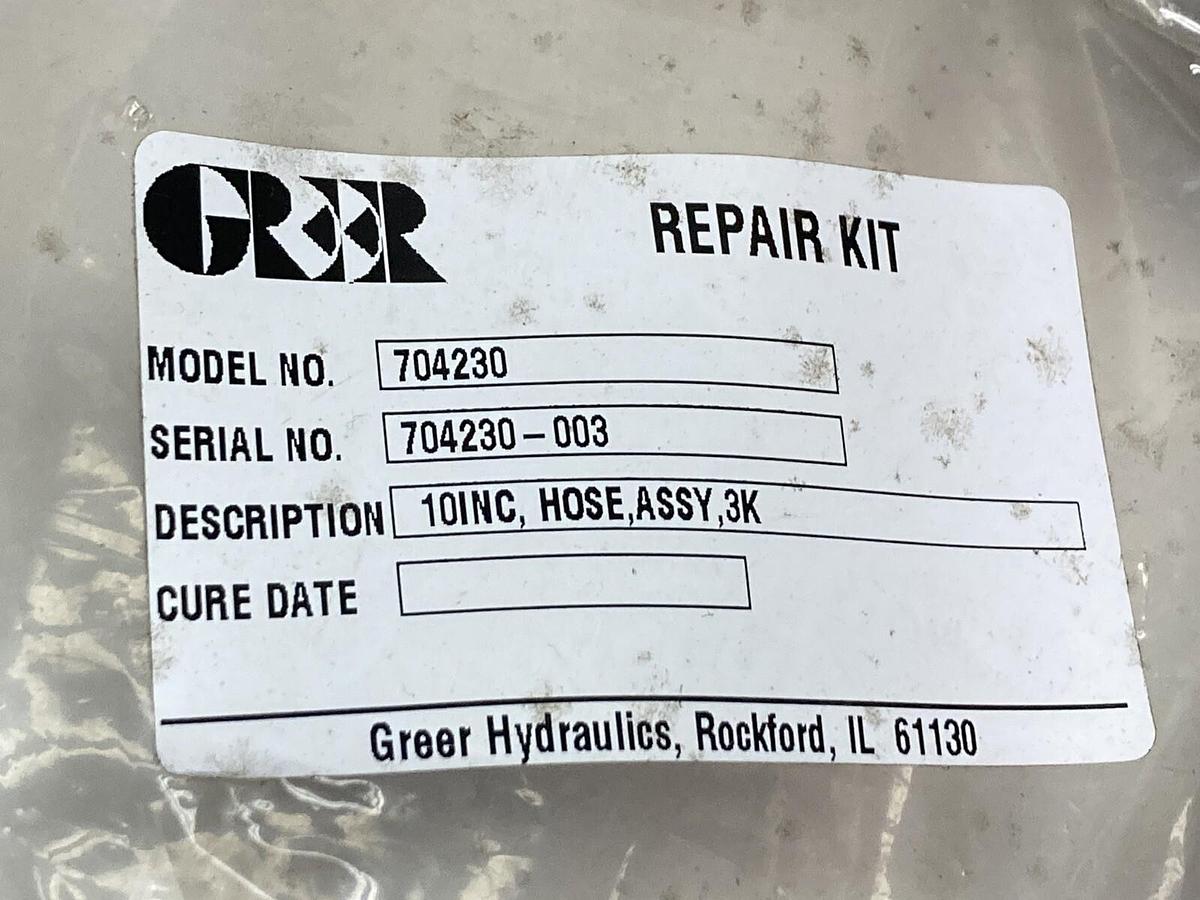 GREER
REPAIR KIT
MODEL NO. 704230
SERIAL NO. 704230-003
DESCRIPTION 10INC, HOSE,ASSY,3K
CURE DATE
Greer Hydraulics, Rockford, IL 61130